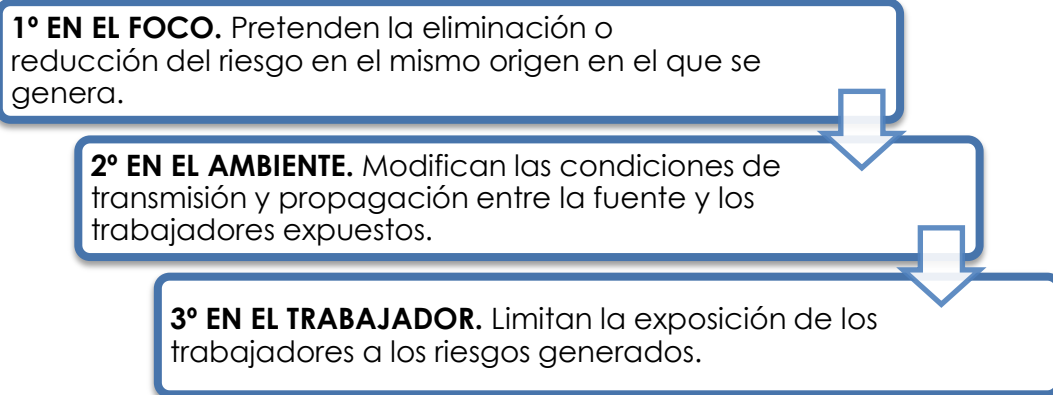 1º EN EL FOCO. Pretenden la eliminación o
reducción del riesgo en el mismo origen en el que se
genera.
2º EN EL AMBIENTE. Modifican las condiciones de
transmisión y propagación entre la fuente y los
trabajadores expuestos.
3º EN EL TRABAJADOR. Limitan la exposición de los
trabajadores a los riesgos generados.